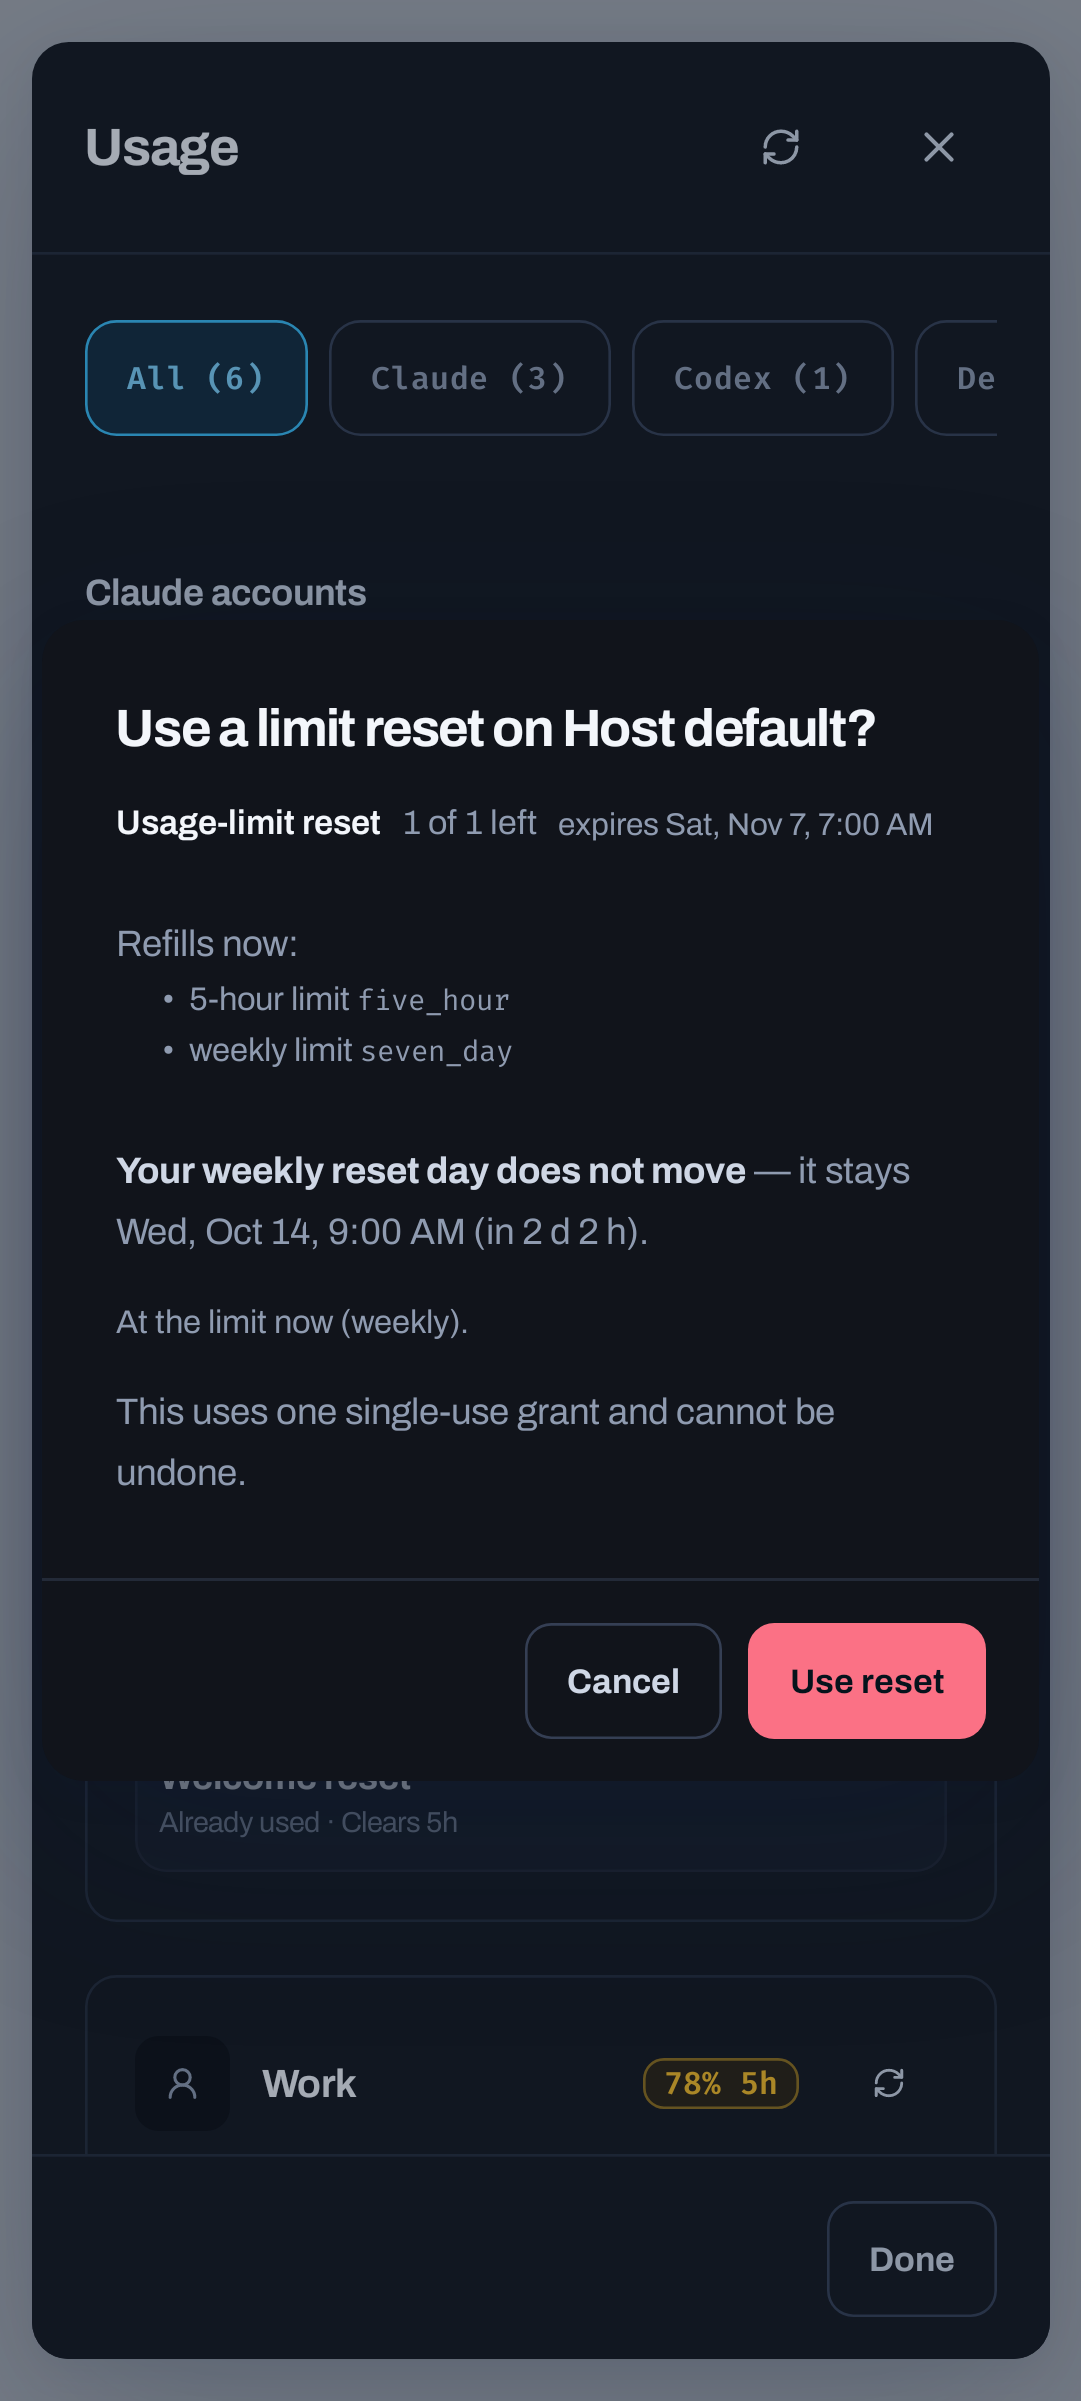 Usage
All (6)
Claude (3)
Codex (1)
De
Claude accounts
Use a limit reset on Host default?
Usage-limit reset 1 of 1 left expires Sat, Nov 7, 7:00 AM
Refills now:
• 5-hour limit five_hour
• weekly limit seven_day
Your weekly reset day does not move — it stays
Wed, Oct 14, 9:00 AM (in 2 d 2 h).
At the limit now (weekly).
This uses one single-use grant and cannot be
undone.
Cancel
Use reset
Welcome reset
Already used · Clears 5h
Work
78% 5h
Done